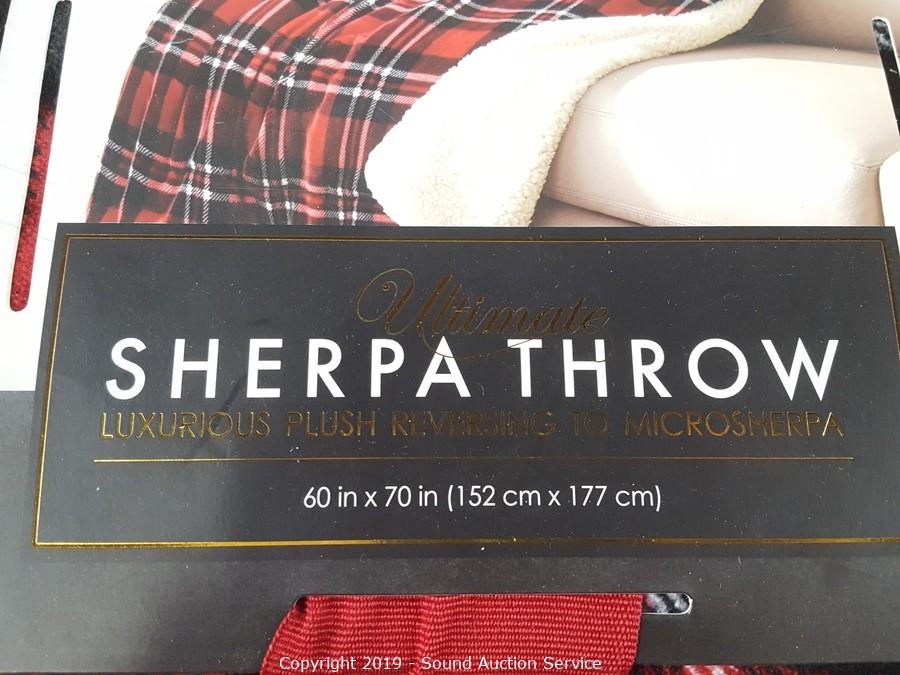 Ultimate
SHERPA THROW
LUXURIOUS PLUSH REVERSING TO MICROSHERPA
60 in x 70 in (152 cm x 177 cm)
Copyright 2019 - Sound Auction Service